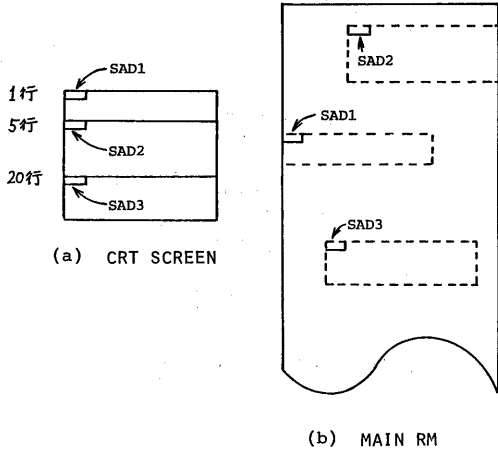 SAD1
1行
5行
SAD2
20行
SAD3
(a) CRT SCREEN
SAD2
SAD1
SAD3
(b) MAIN RM